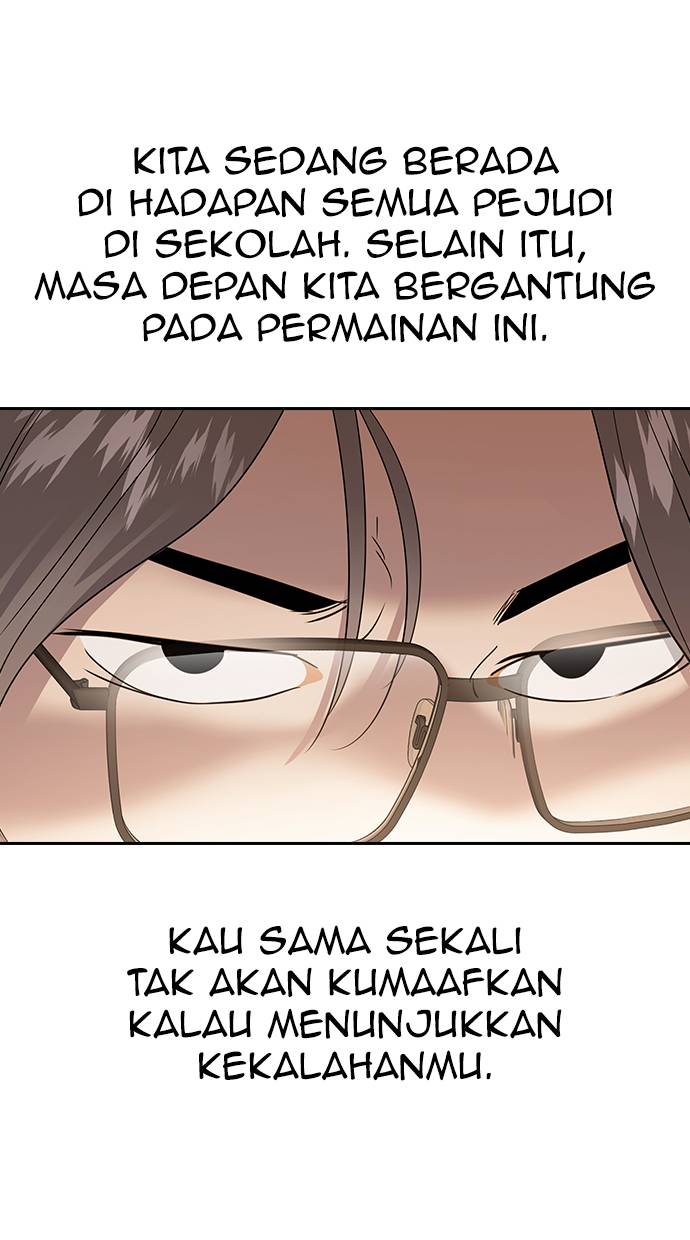 KITA SEDANG BERADA
DI HADAPAN SEMUA PEJUDI
DI SEKOLAH. SELAIN ITU,
MASA DEPAN KITA BERGANTUNG
PADA PERMAINAN INI.
KAU SAMA SEKALI
TAK AKAN KUMAAFKAN
KALAU MENUNJUKKAN
KEKALAHANMU.